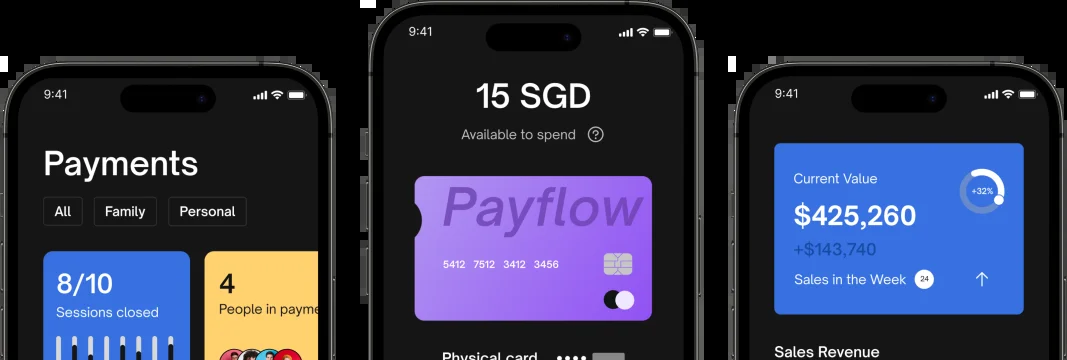 9:41
Payments
All
Family
Personal
8/10
Sessions closed
4
People in payme
9:41
15 SGD
Available to spend ?
Payflow
5412 7512 3412 3456
Physical card
9:41
Current Value
+32%
$425,260
+$143,740
Sales in the Week 24
Sales Revenue